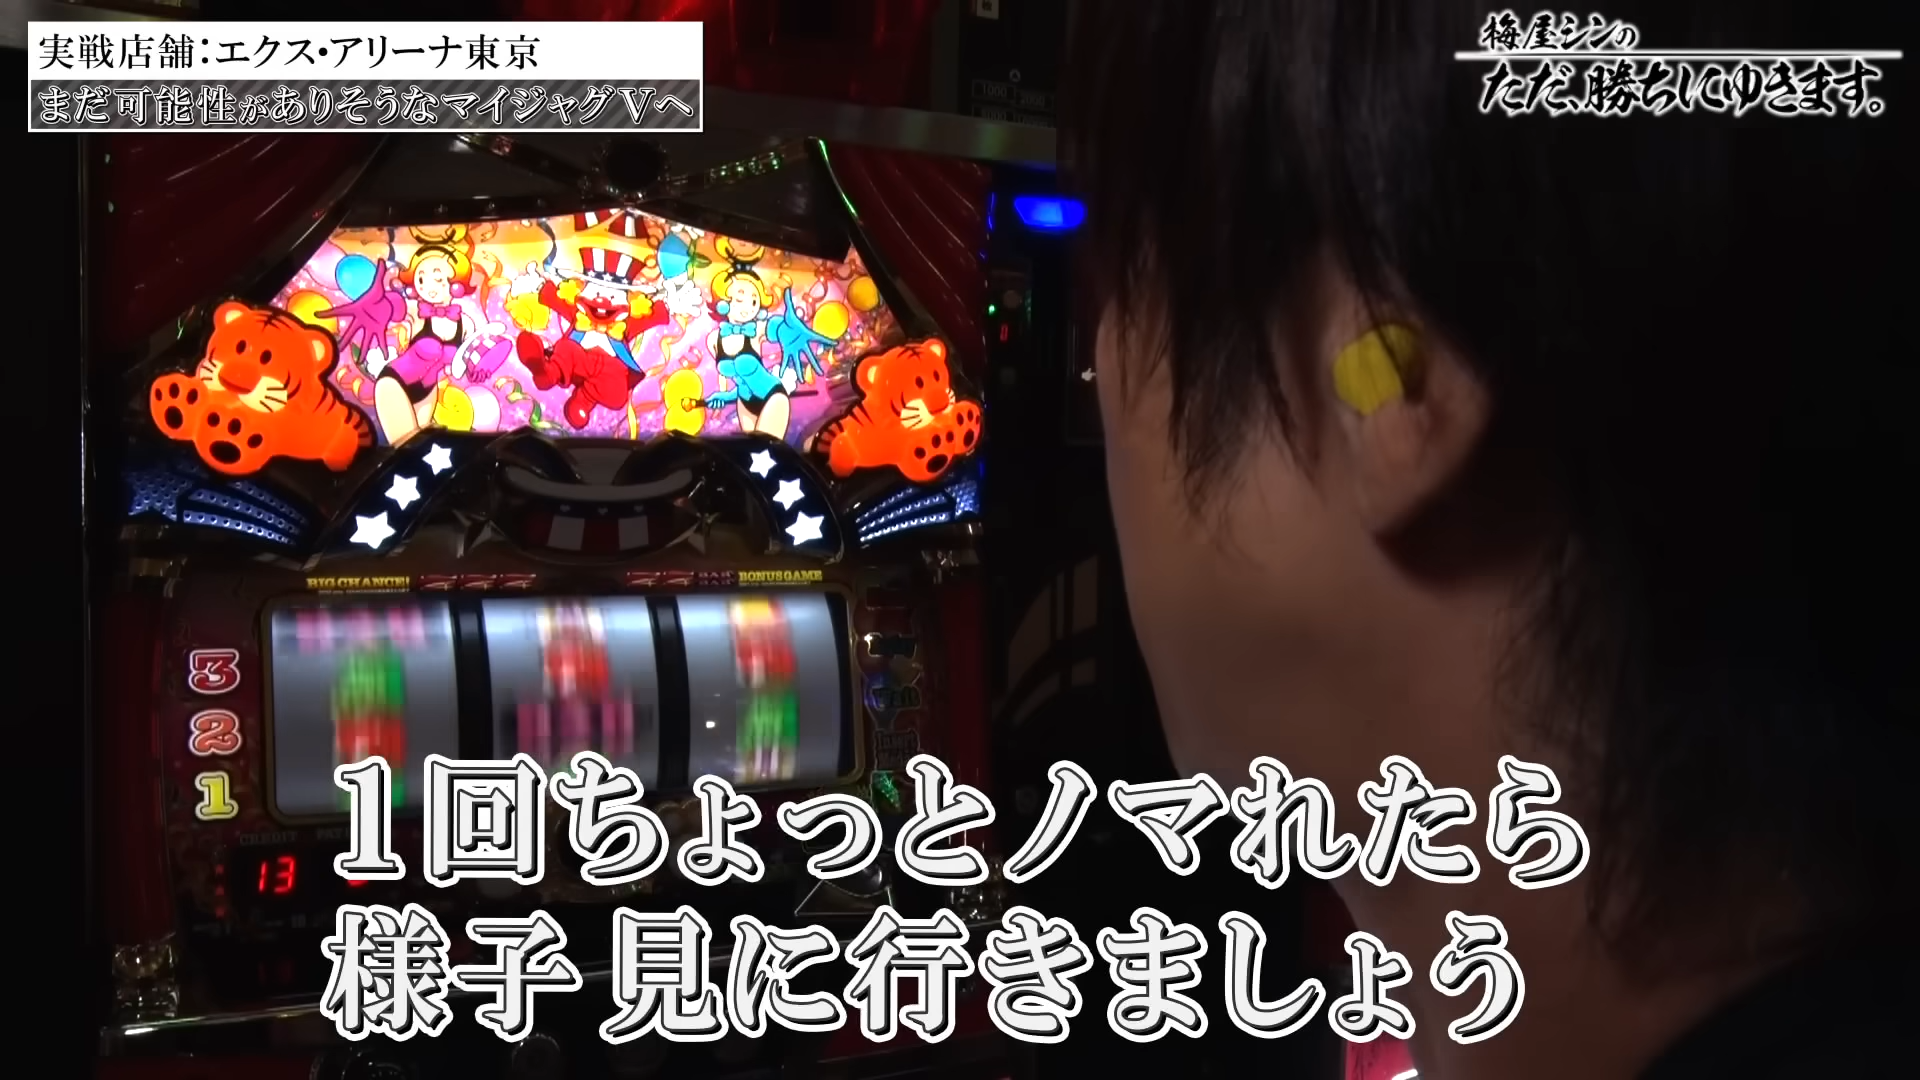 実戦店舗：エクス・アリーナ東京
まだ可能性がありそうなマイジャグⅤへ
梅屋シンの
ただ、勝ちにゆきます。
BIG CHANCE!
BONUS GAME
3
2
1
CREDIT
13
1回ちょっとノマれたら
様子 見に行きましょう